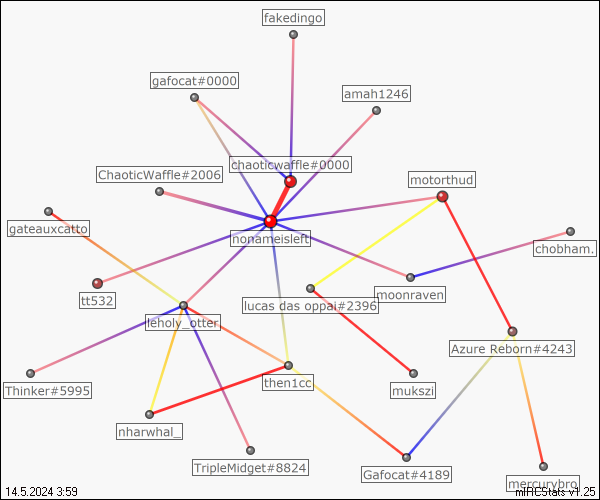 fakedingo
gafocat#0000
amah1246
chaoticwaffle#0000
ChaoticWaffle#2006
motorthud
gateauxcatto
nonameisleft
chobham.
tt532
lucas das oppai#2396
moonraven
leholy_otter
Azure Reborn#4243
Thinker#5995
then1cc
mukszi
nharwhal_
TripleMidget#8824
Gafocat#4189
mercurybro
14.5.2024 3:59
mIRCStats v1.25